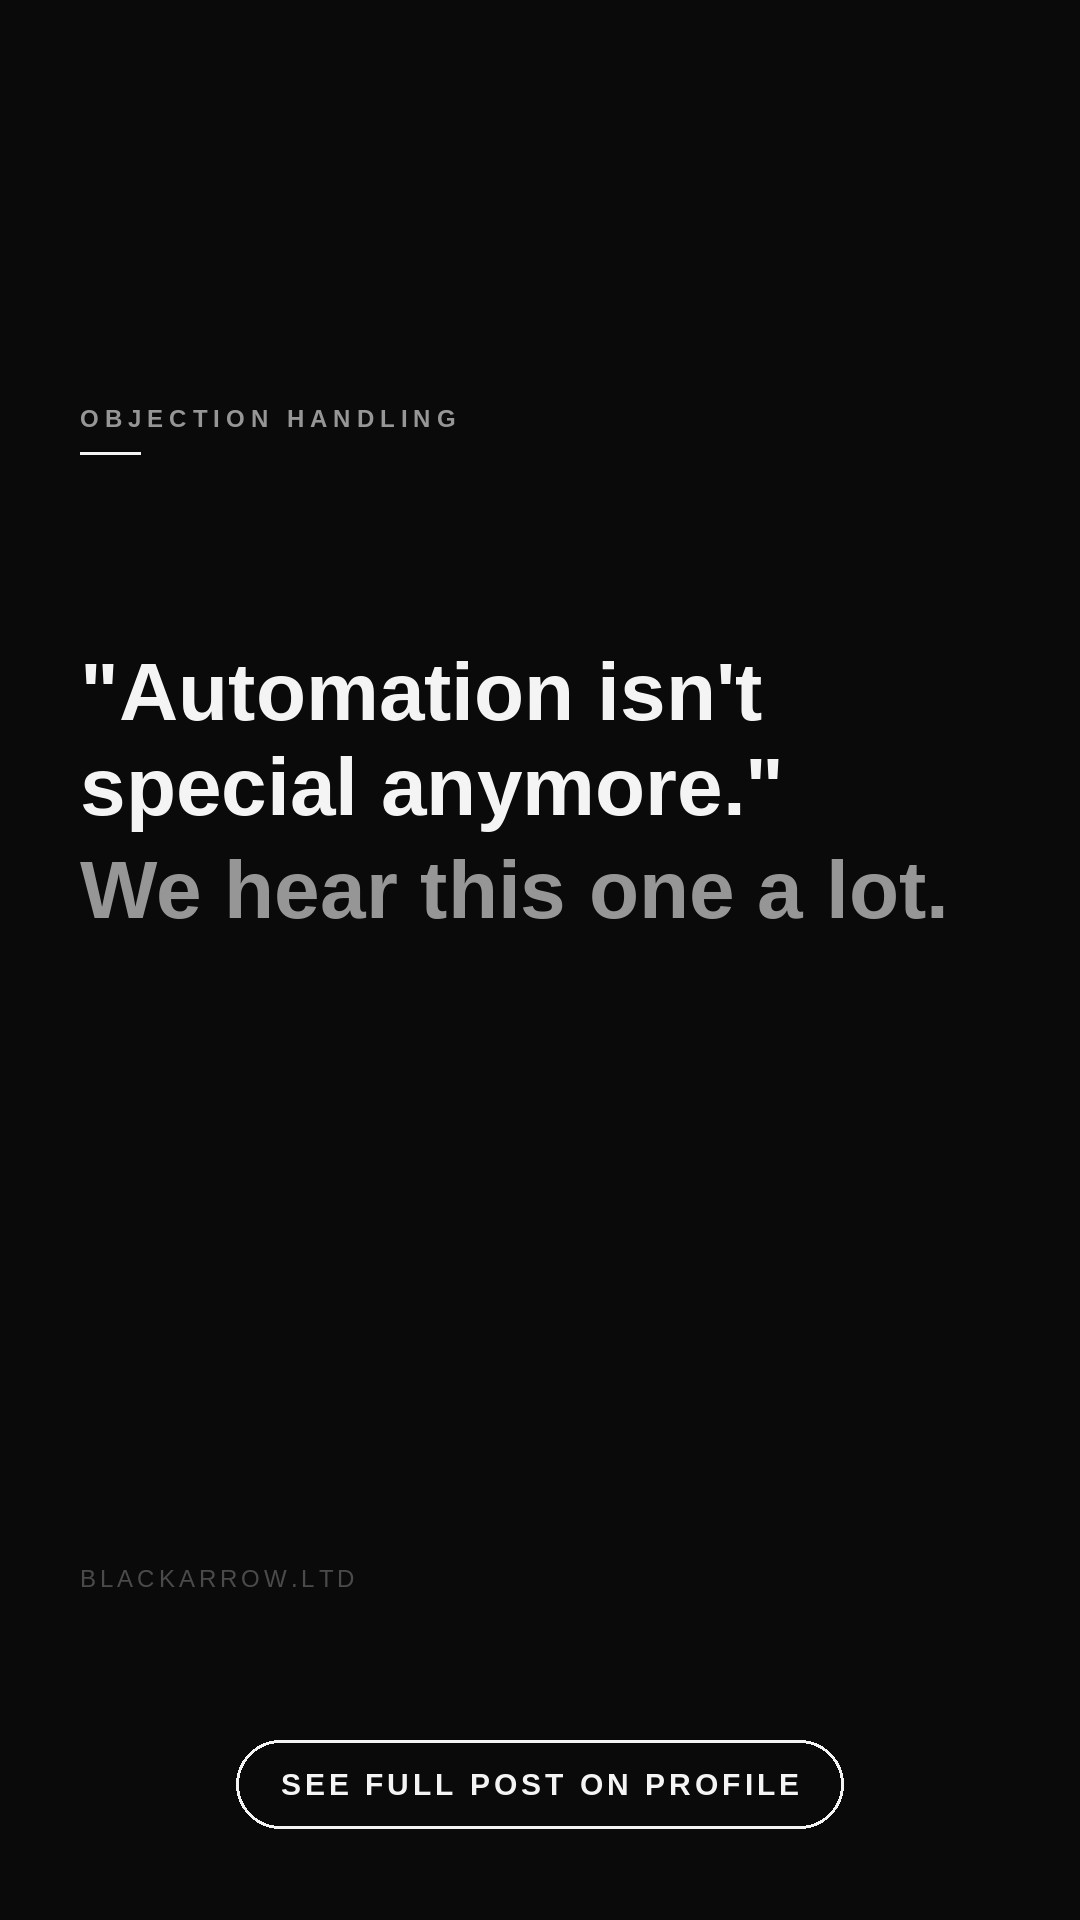 OBJECTION HANDLING
"Automation isn't
special anymore."
We hear this one a lot.
BLACKARROW.LTD
SEE FULL POST ON PROFILE